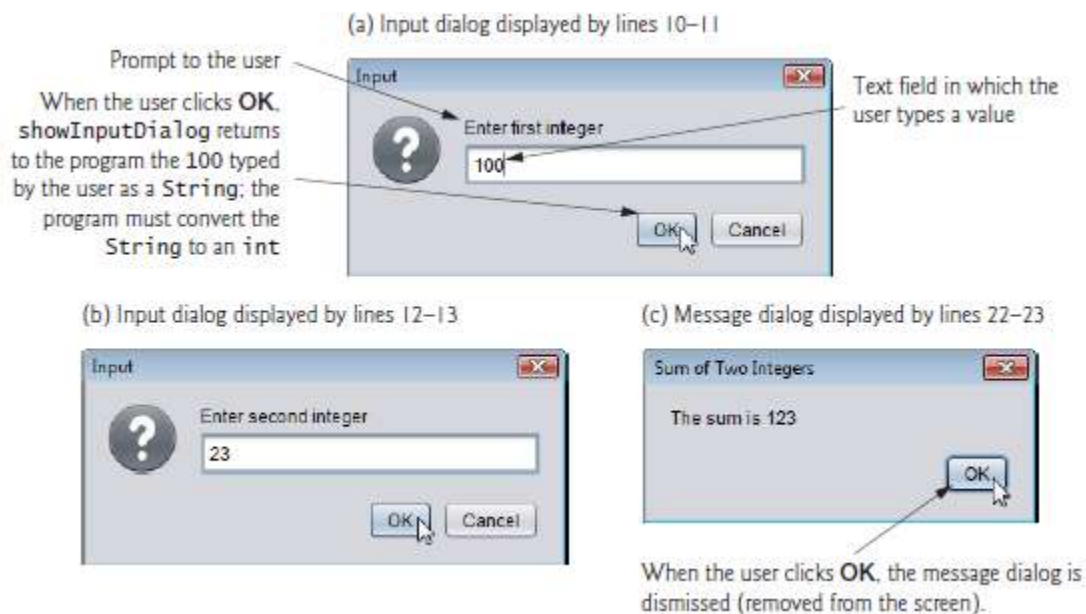 (a) Input dialog displayed by lines 10–11
Prompt to the user
When the user clicks OK,
showInputDialog returns
to the program the 100 typed
by the user as a String; the
program must convert the
String to an int
Input
Enter first integer
100
OK
Cancel
Text field in which the
user types a value
(b) Input dialog displayed by lines 12–13
Input
Enter second integer
23
OK
Cancel
(c) Message dialog displayed by lines 22–23
Sum of Two Integers
The sum is 123
OK
When the user clicks OK, the message dialog is
dismissed (removed from the screen).